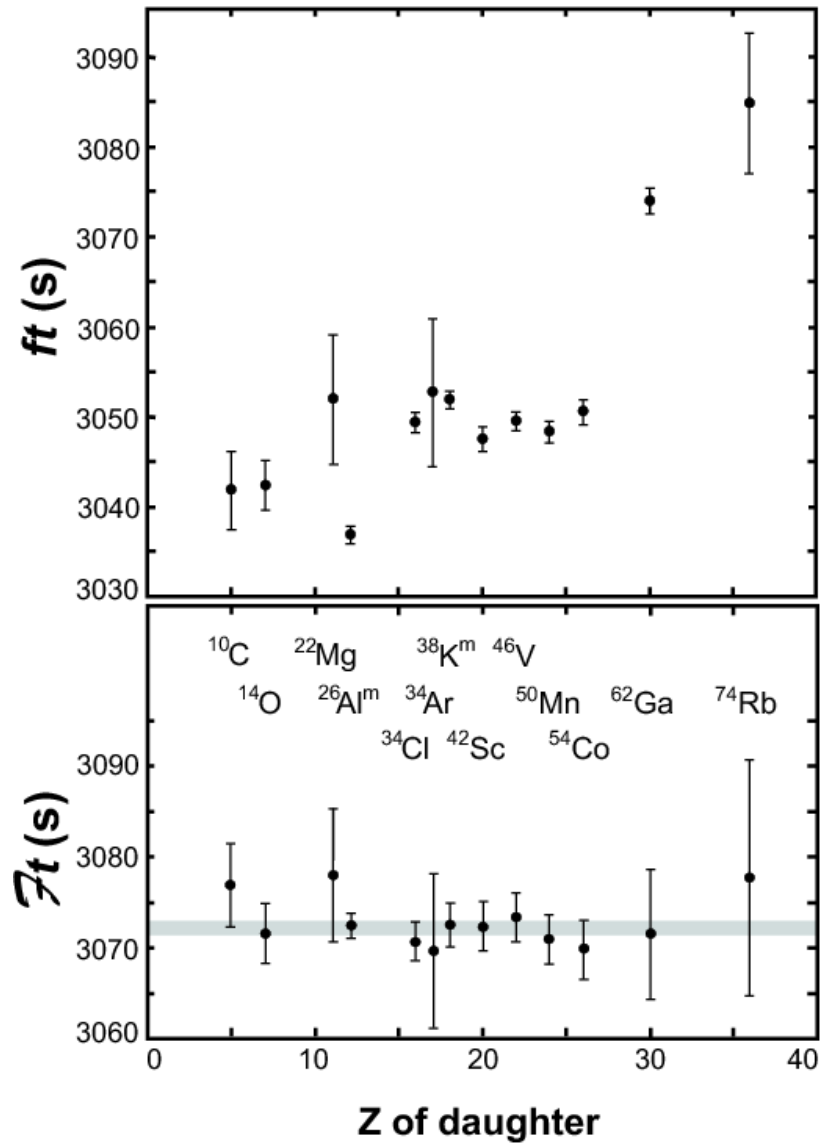 3090
3080
3070
3060
3050
3040
3030
ft (s)
¹⁰C ²²Mg ³⁸Kᵐ ⁴⁶V
¹⁴O ²⁶Alᵐ ³⁴Ar ⁵⁰Mn ⁶²Ga ⁷⁴Rb
³⁴Cl ⁴²Sc ⁵⁴Co
3090
3080
3070
3060
ℱt (s)
0 10 20 30 40
Z of daughter